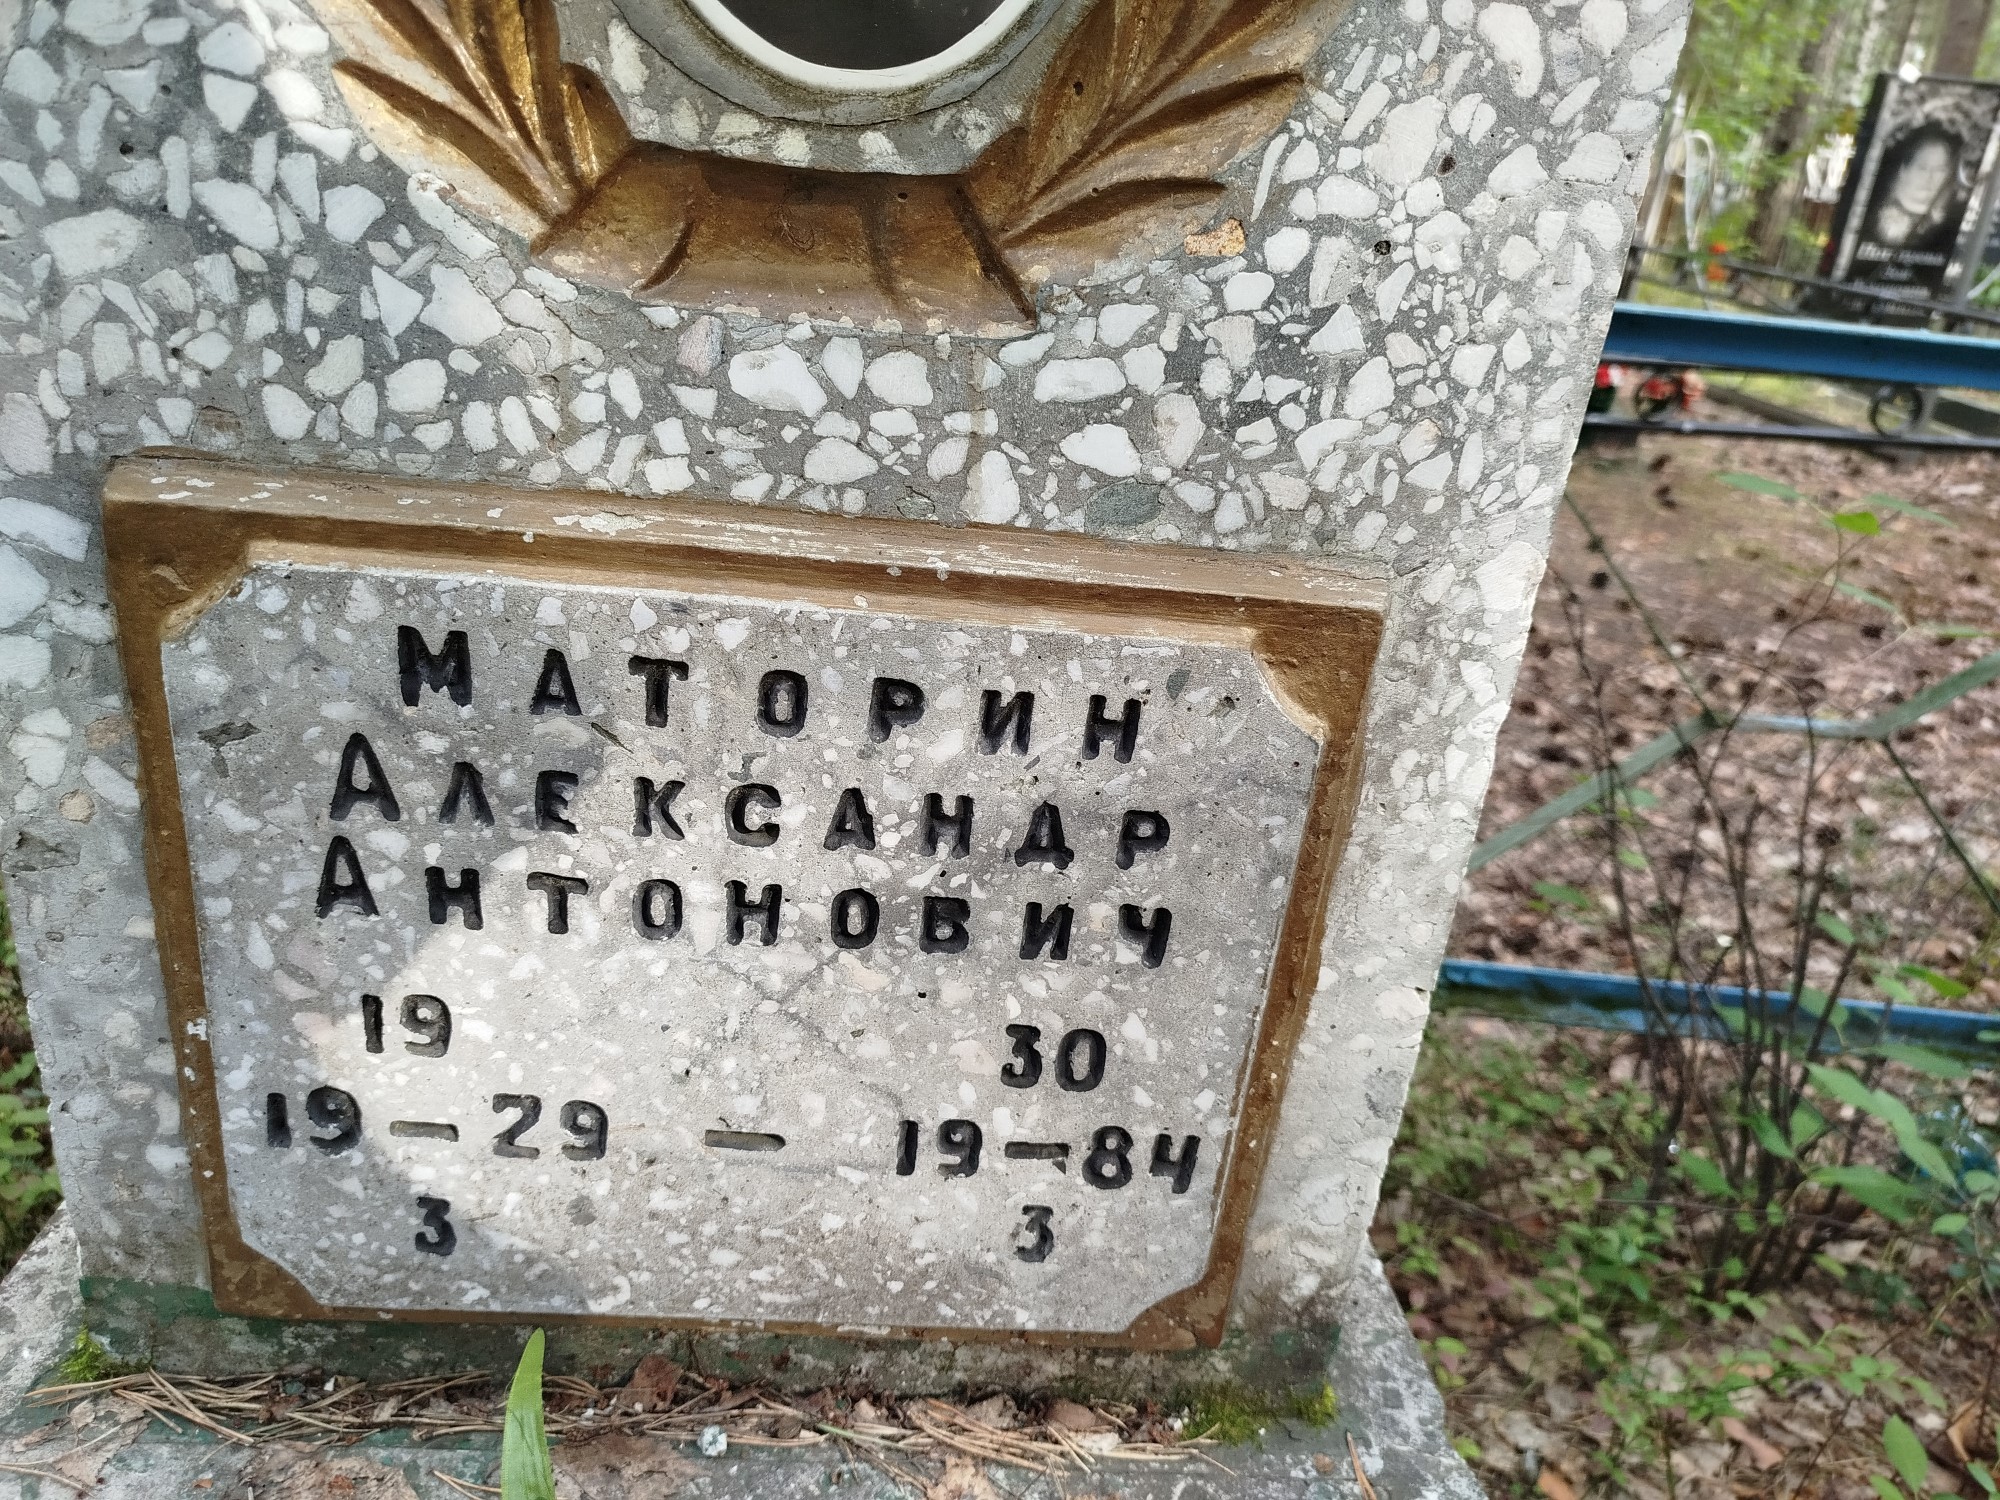 МАТОРИН
АЛЕКСАНДР
АНТОНОВИЧ
19 30
19—29 — 19—84
3 3